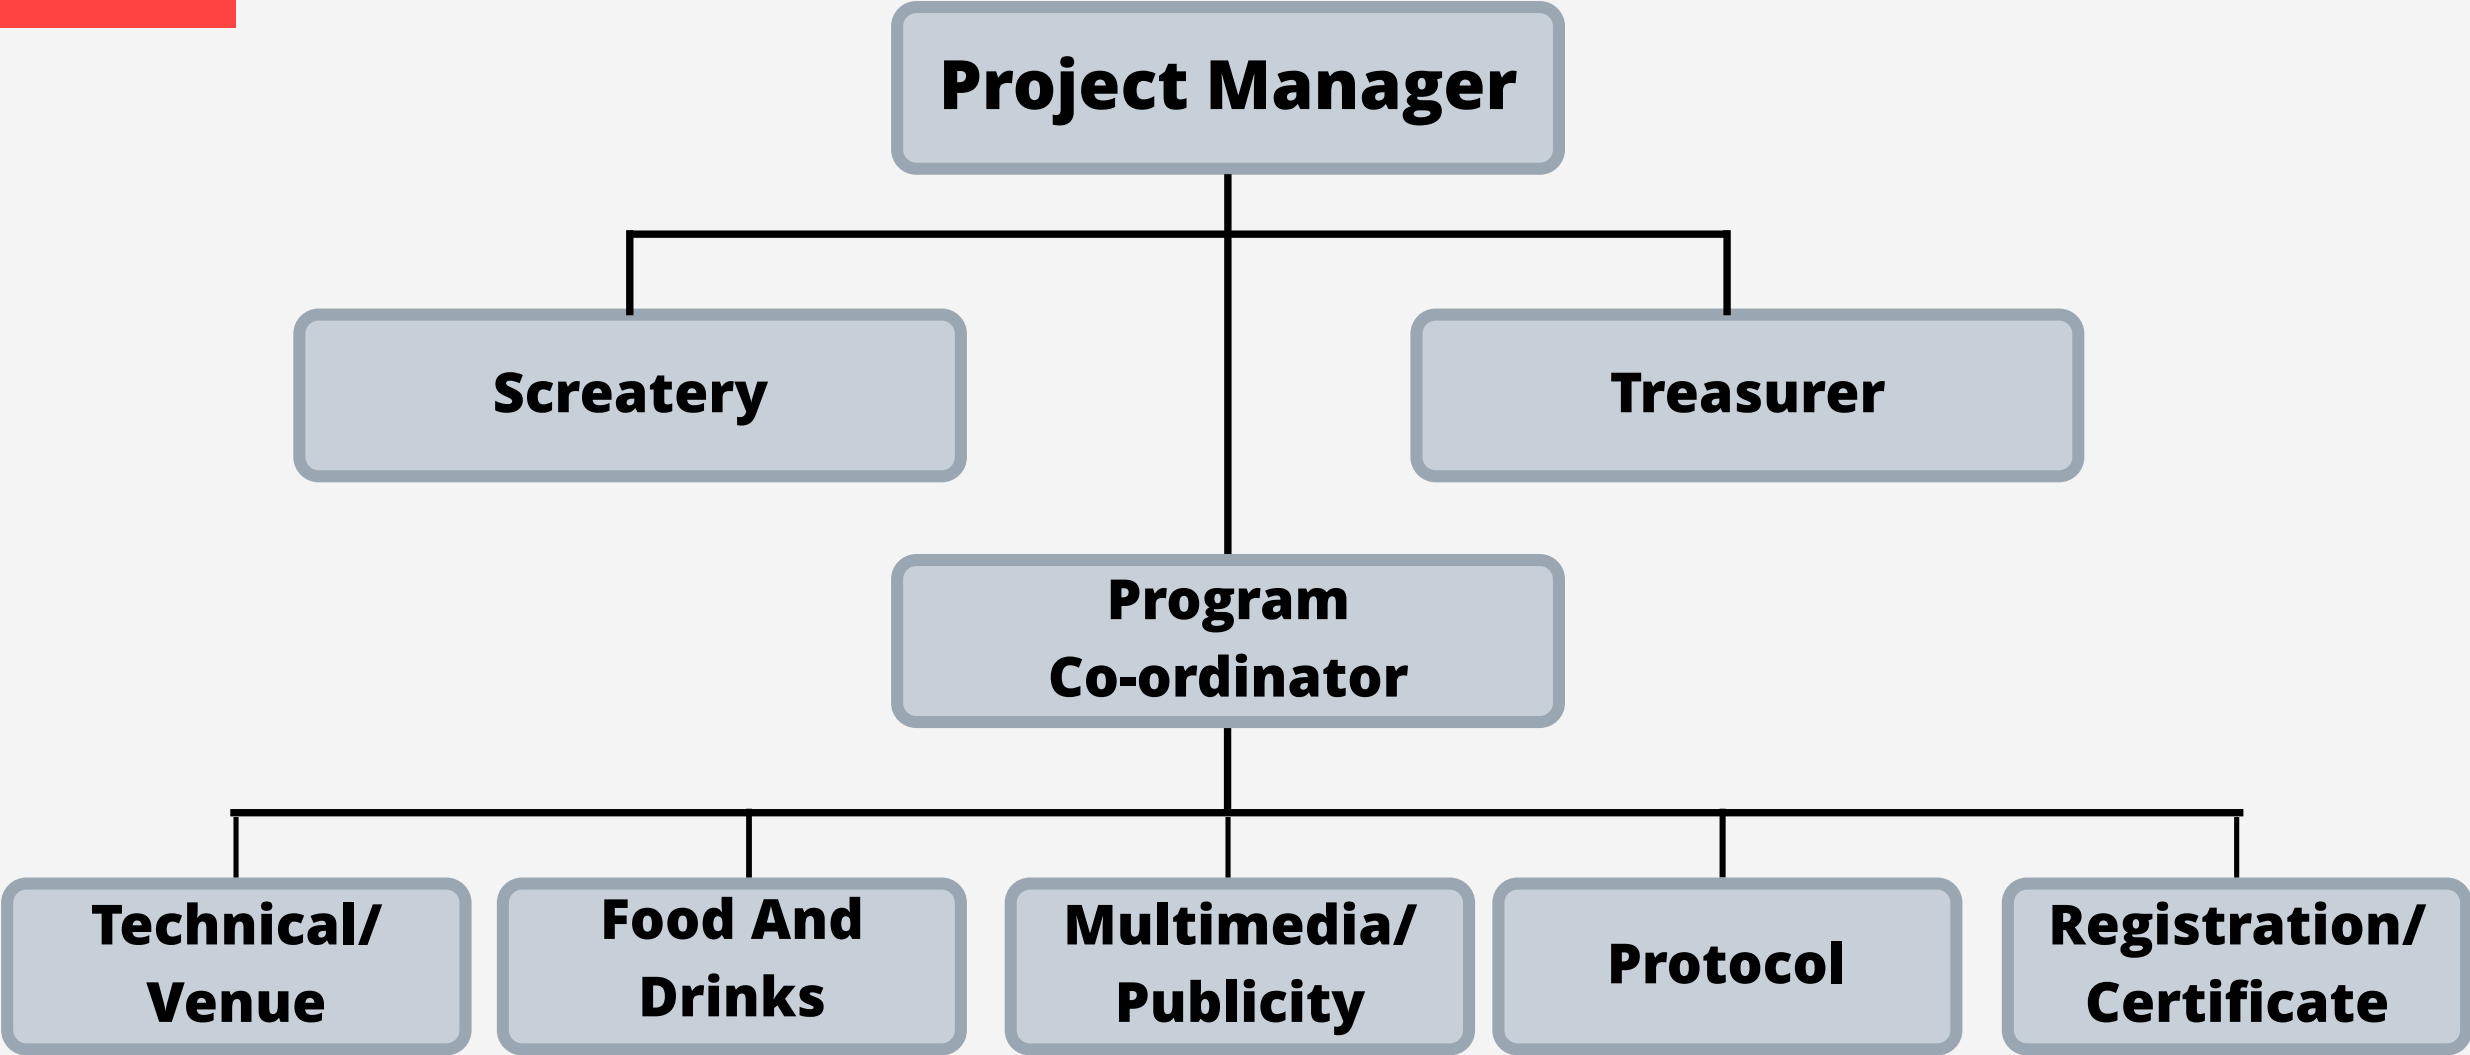 Project Manager
Screatery
Treasurer
Program
Co-ordinator
Technical/
Venue
Food And
Drinks
Multimedia/
Publicity
Protocol
Registration/
Certificate